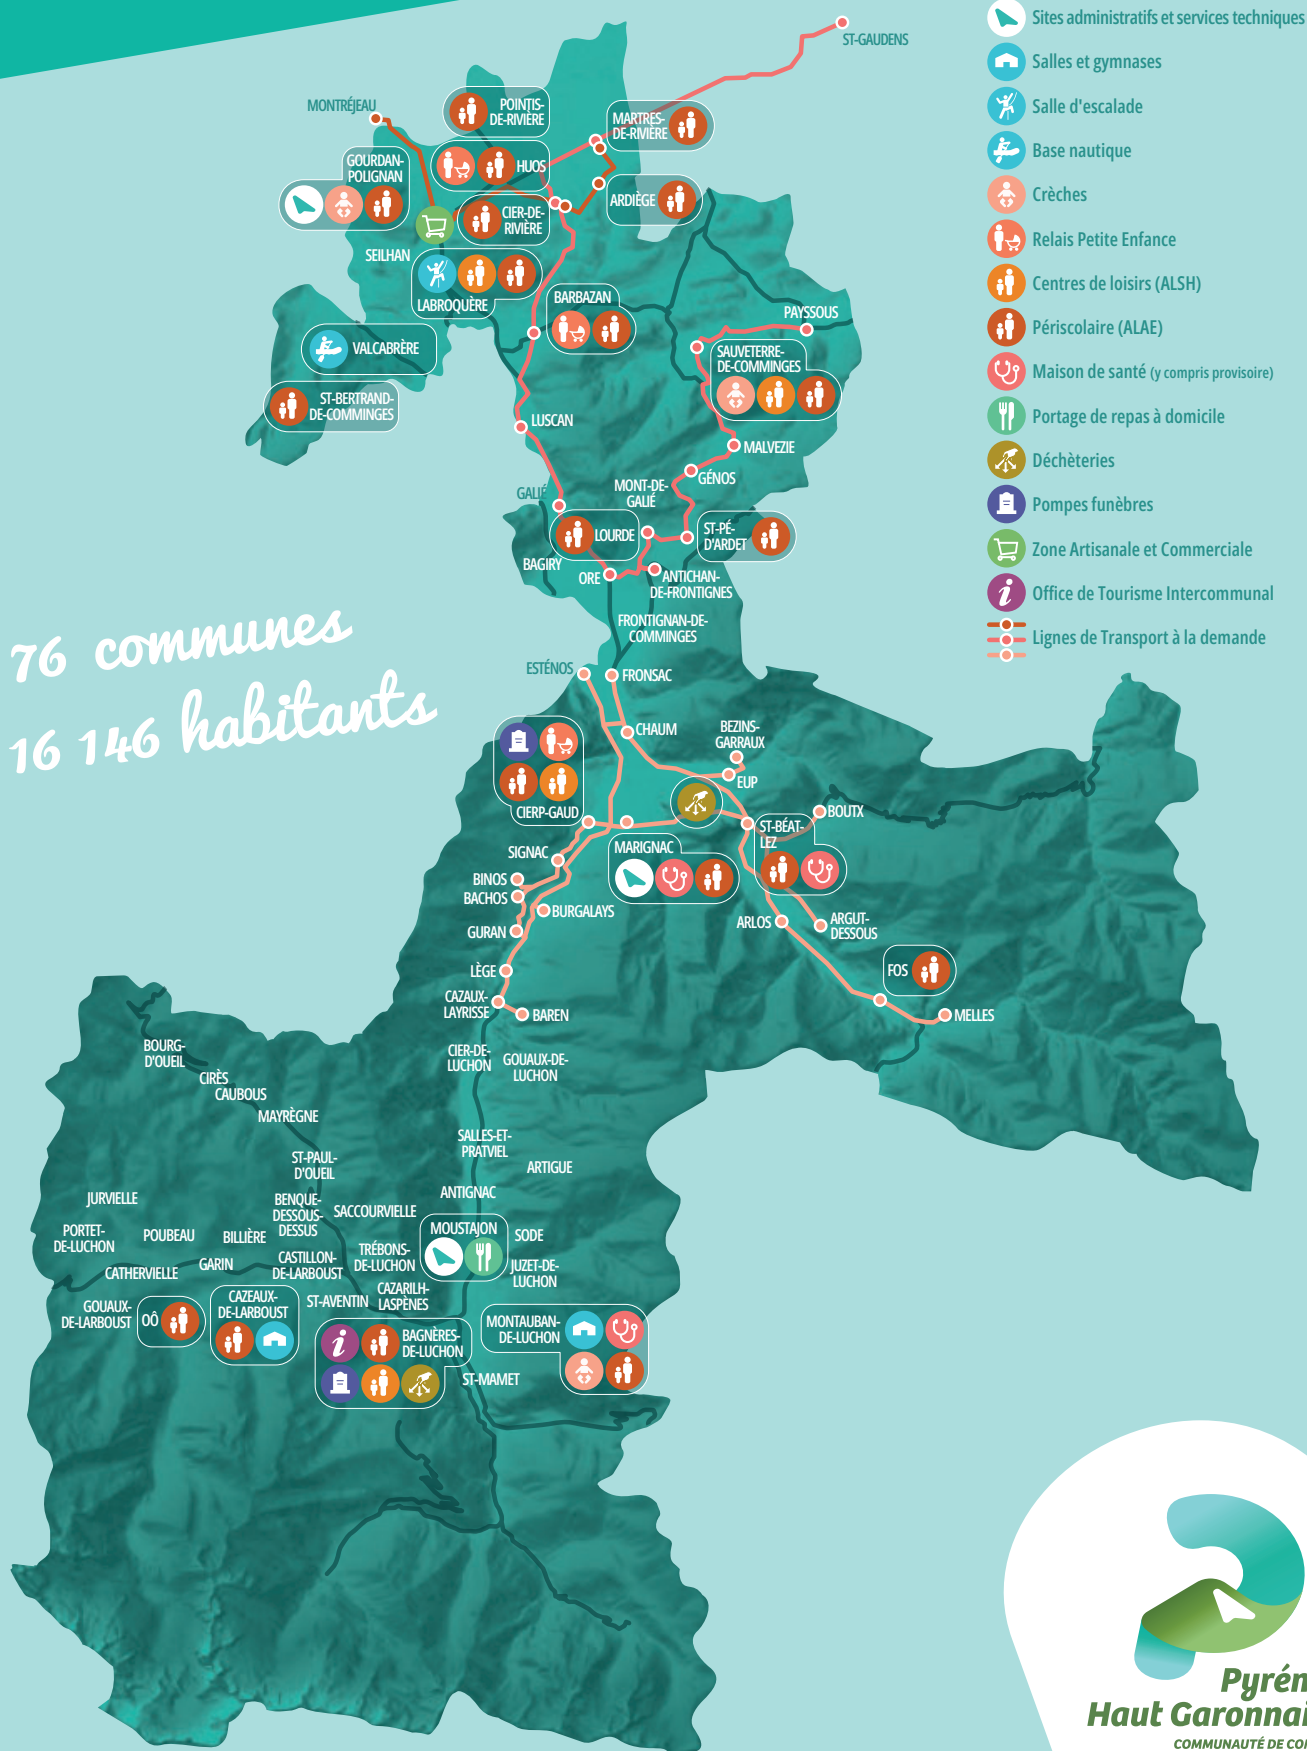 ST-GAUDENS
MONTRÉJEAU
POINTIS-
DE-RIVIÈRE
MARTRES-
DE-RIVIÈRE
GOURDAN-
POLIGNAN
HUOS
ARDIÈGE
CIER-DE-
RIVIÈRE
SEILHAN
LABROQUÈRE
BARBAZAN
PAYSSOUS
VALCABRÈRE
SAUVETERRE-
DE-COMMINGES
ST-BERTRAND-
DE-COMMINGES
LUSCAN
MALVEZIE
GÉNOS
MONT-DE-
GALIÉ
GALIÉ
LOURDE
ST-PÉ-
D'ARDET
BAGIRY
ORE
ANTICHAN-
DE-FRONTIGNES
FRONTIGNAN-DE-
COMMINGES
ESTÉNOS
FRONSAC
CHAUM
BEZINS-
GARRAUX
EUP
CIERP-GAUD
BOUTX
ST-BÉAT-
LEZ
MARIGNAC
SIGNAC
BINOS
BACHOS
BURGALAYS
GURAN
ARLOS
ARGUT-
DESSOUS
LÈGE
FOS
CAZAUX-
LAYRISSE
BAREN
MELLES
CIER-DE-
LUCHON
GOUAUX-DE-
LUCHON
BOURG-
D'OUEIL
CIRÈS
CAUBOUS
MAYRÈGNE
SALLES-ET-
PRATVIEL
ST-PAUL-
D'OUEIL
ARTIGUE
ANTIGNAC
JURVIELLE
BENQUE-
DESSOUS-
DESSUS
SACCOURVIELLE
PORTET-
DE-LUCHON
POUBEAU
BILLIÈRE
MOUSTAJON
SODE
TRÉBONS-
DE-LUCHON
CATHERVIELLE
GARIN
CASTILLON-
DE-LARBOUST
JUZET-DE-
LUCHON
CAZARILH-
LASPÈNES
GOUAUX-
DE-LARBOUST
OÔ
CAZEAUX-
DE-LARBOUST
ST-AVENTIN
MONTAUBAN-
DE-LUCHON
BAGNÈRES-
DE-LUCHON
ST-MAMET
76 communes
16 146 habitants
Sites administratifs et services techniques
Salles et gymnases
Salle d'escalade
Base nautique
Crèches
Relais Petite Enfance
Centres de loisirs (ALSH)
Périscolaire (ALAE)
Maison de santé (y compris provisoire)
Portage de repas à domicile
Déchèteries
Pompes funèbres
Zone Artisanale et Commerciale
Office de Tourisme Intercommunal
Lignes de Transport à la demande
Pyrén
Haut Garonnai
COMMUNAUTÉ DE CO